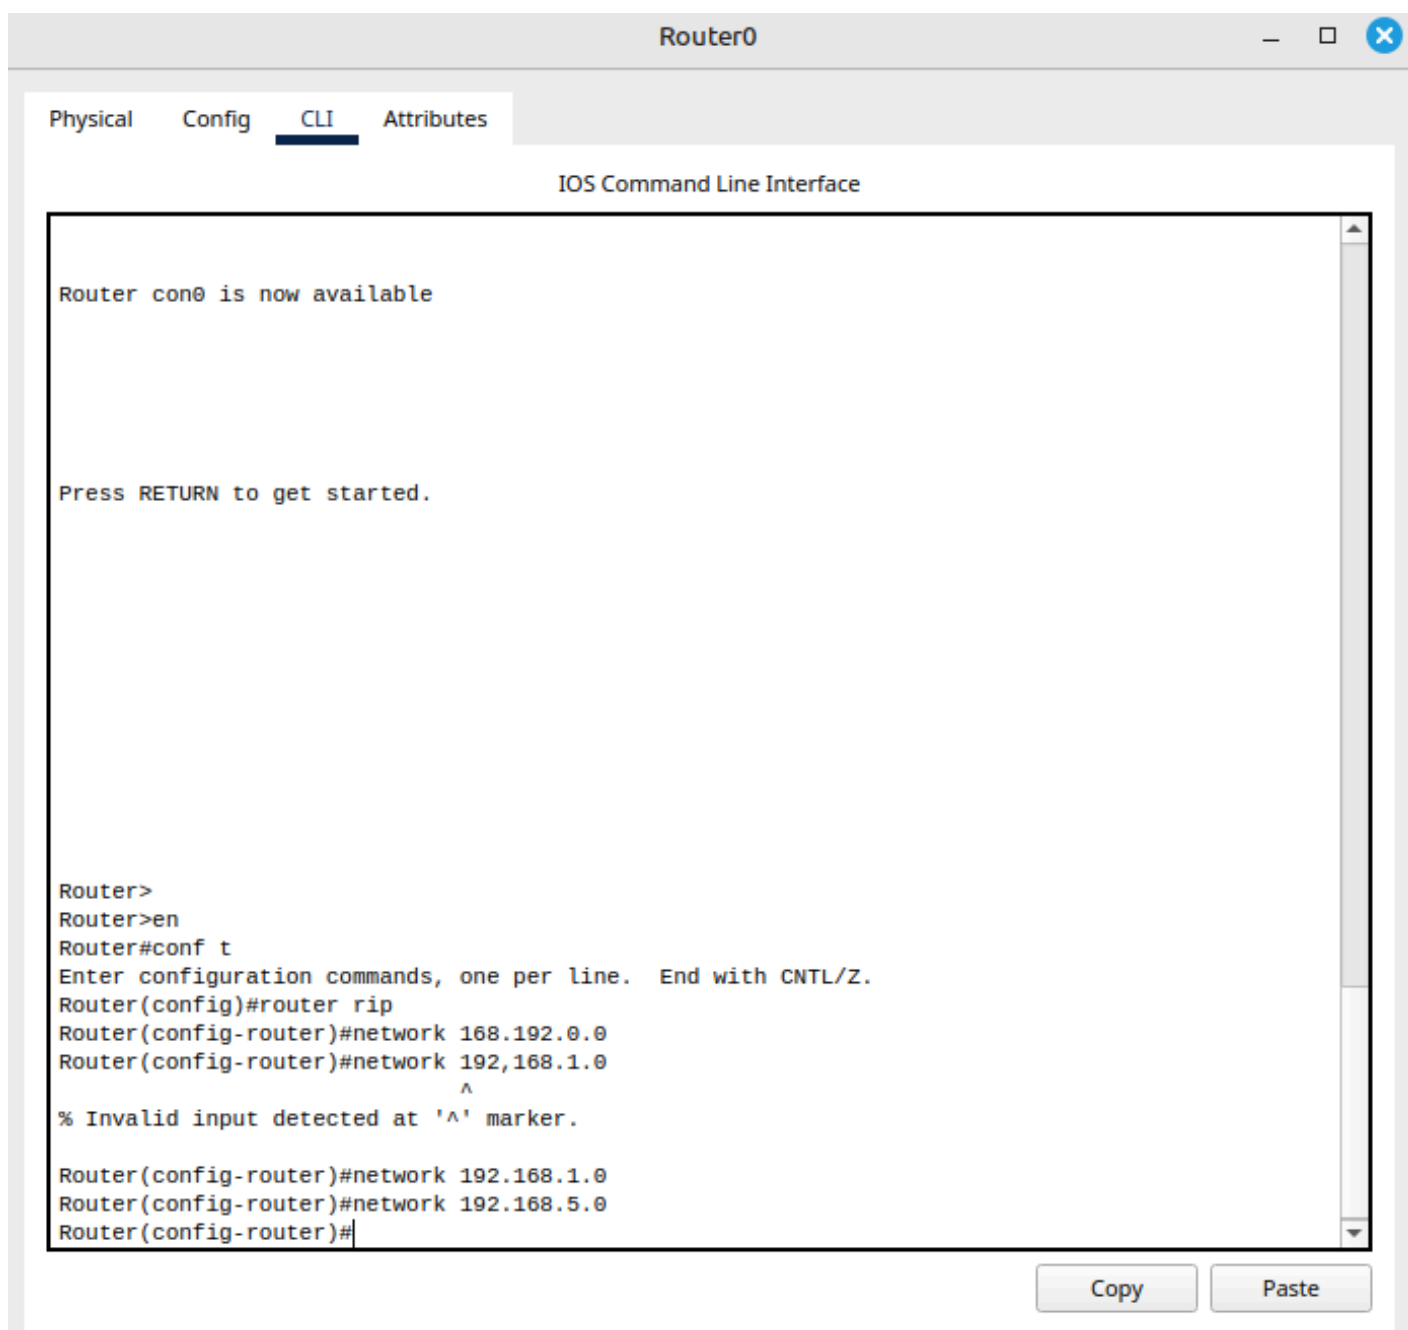 Router0
Physical Config CLI Attributes
IOS Command Line Interface
Router con0 is now available
Press RETURN to get started.
Router>
Router>en
Router#conf t
Enter configuration commands, one per line.  End with CNTL/Z.
Router(config)#router rip
Router(config-router)#network 168.192.0.0
Router(config-router)#network 192,168.1.0
^
% Invalid input detected at '^' marker.
Router(config-router)#network 192.168.1.0
Router(config-router)#network 192.168.5.0
Router(config-router)#
Copy Paste